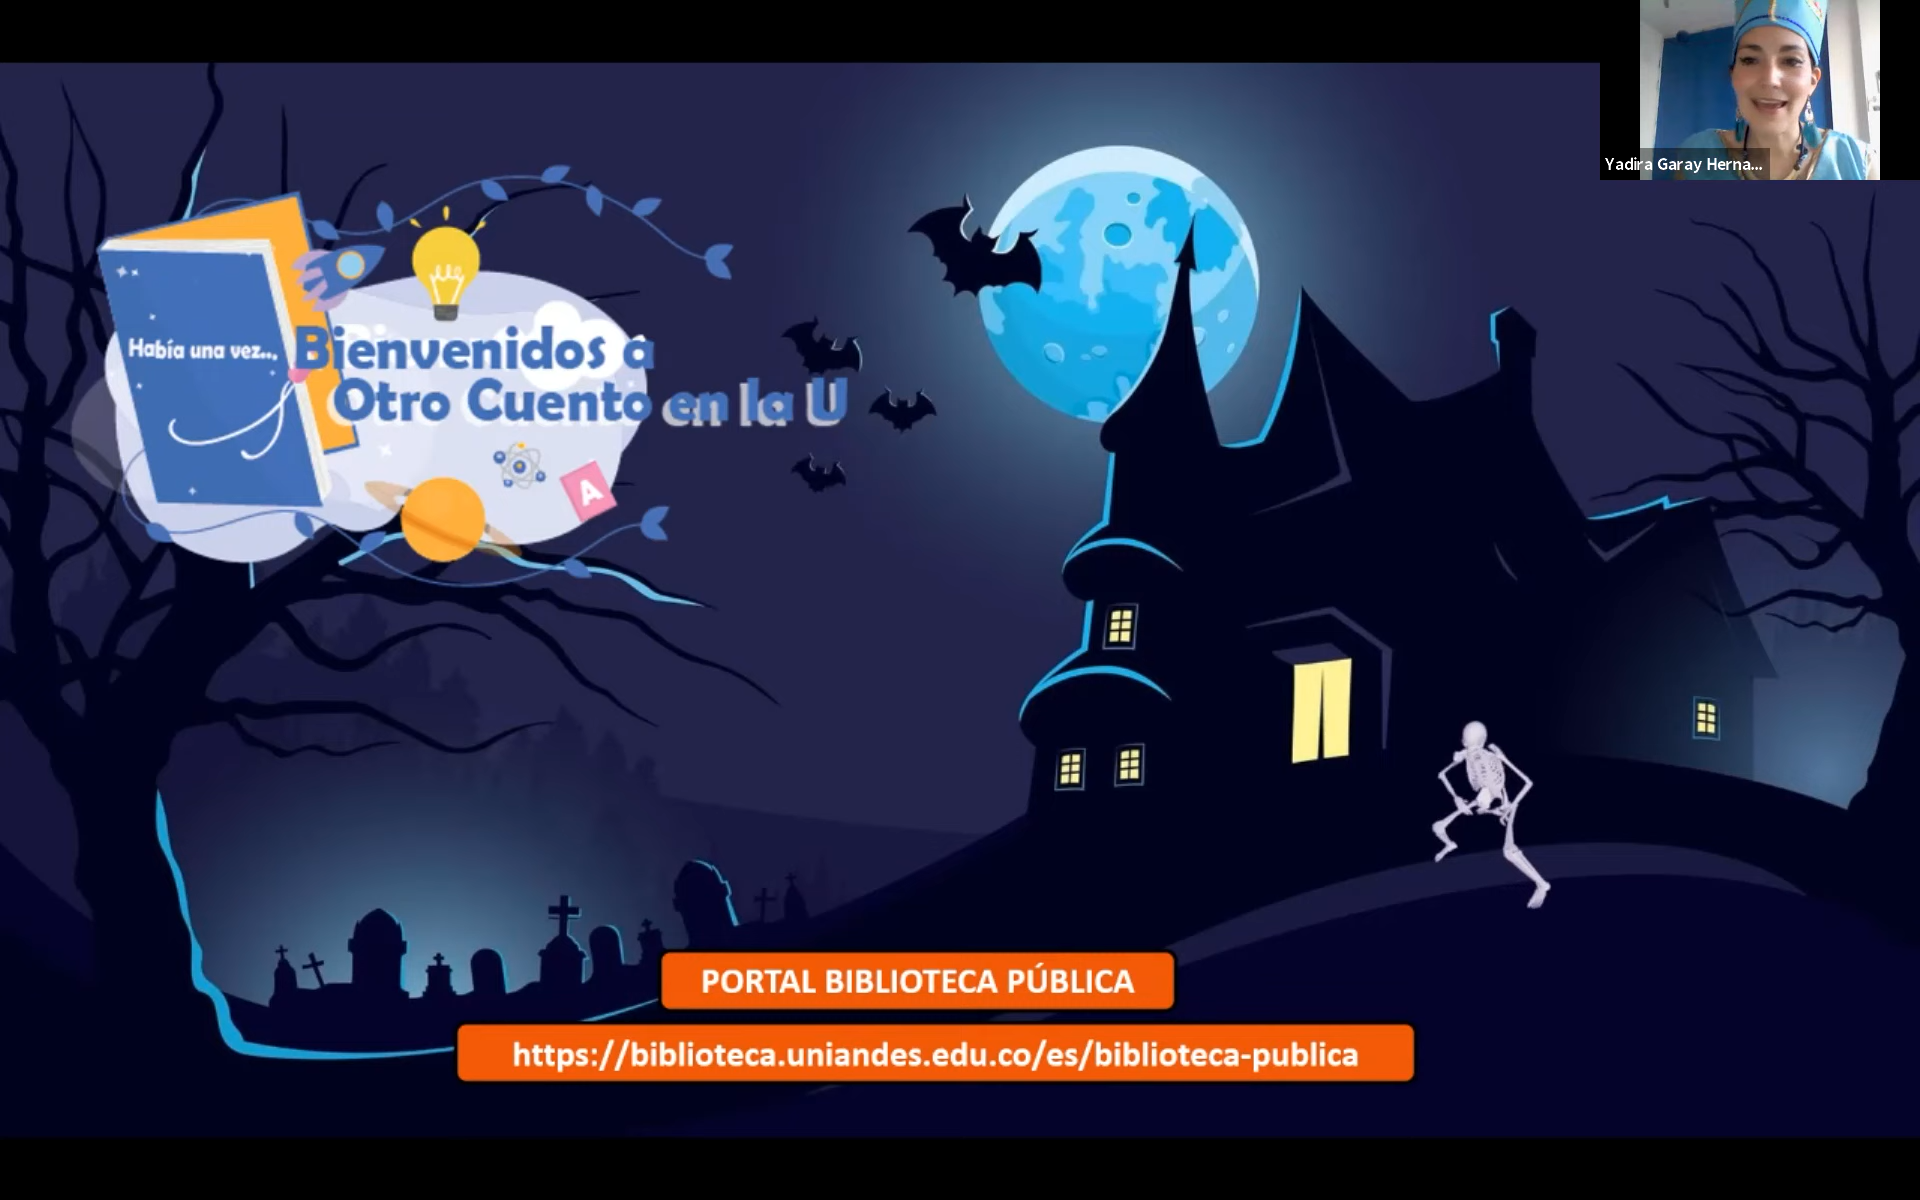 Yadira Garay Herna...
Había una vez...
Bienvenidos a
Otro Cuento en la U
A
PORTAL BIBLIOTECA PÚBLICA
https://biblioteca.uniandes.edu.co/es/biblioteca-publica